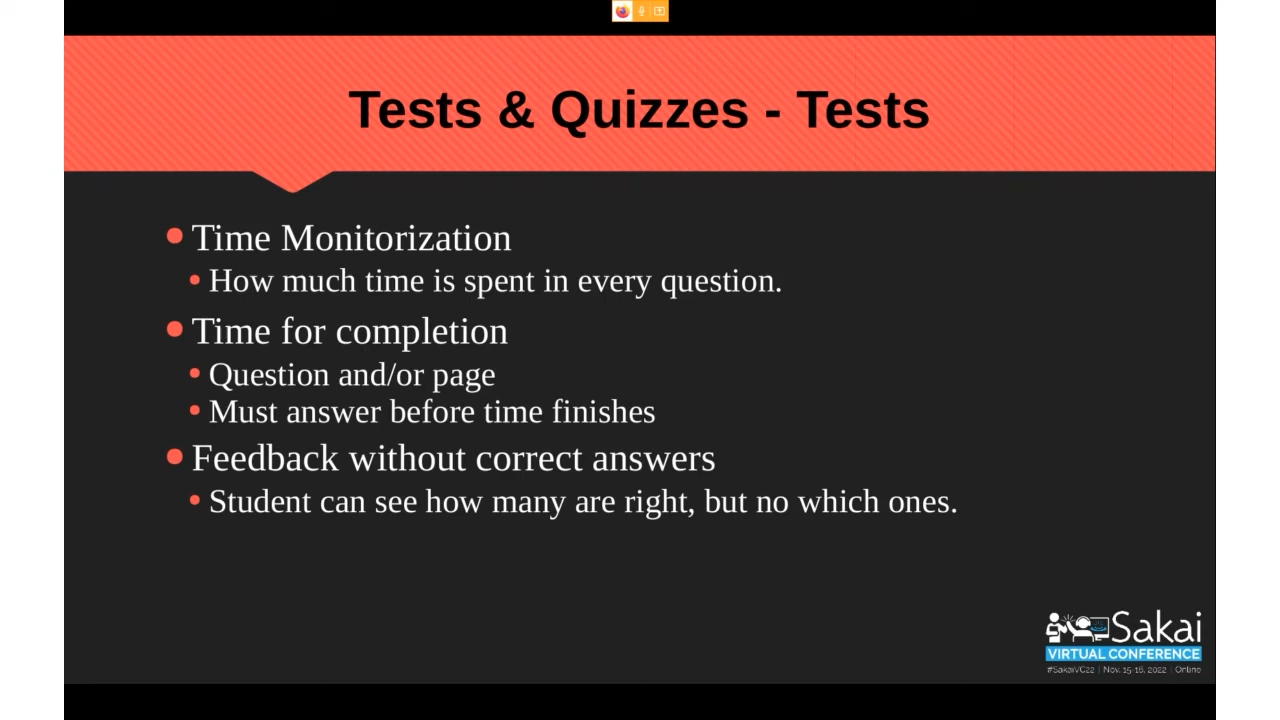 Tests & Quizzes - Tests
Time Monitorization
How much time is spent in every question.
Time for completion
Question and/or page
Must answer before time finishes
Feedback without correct answers
Student can see how many are right, but no which ones.
Sakai
VIRTUAL CONFERENCE
#SakaiVC22 | Nov. 15-16, 2022 | Online